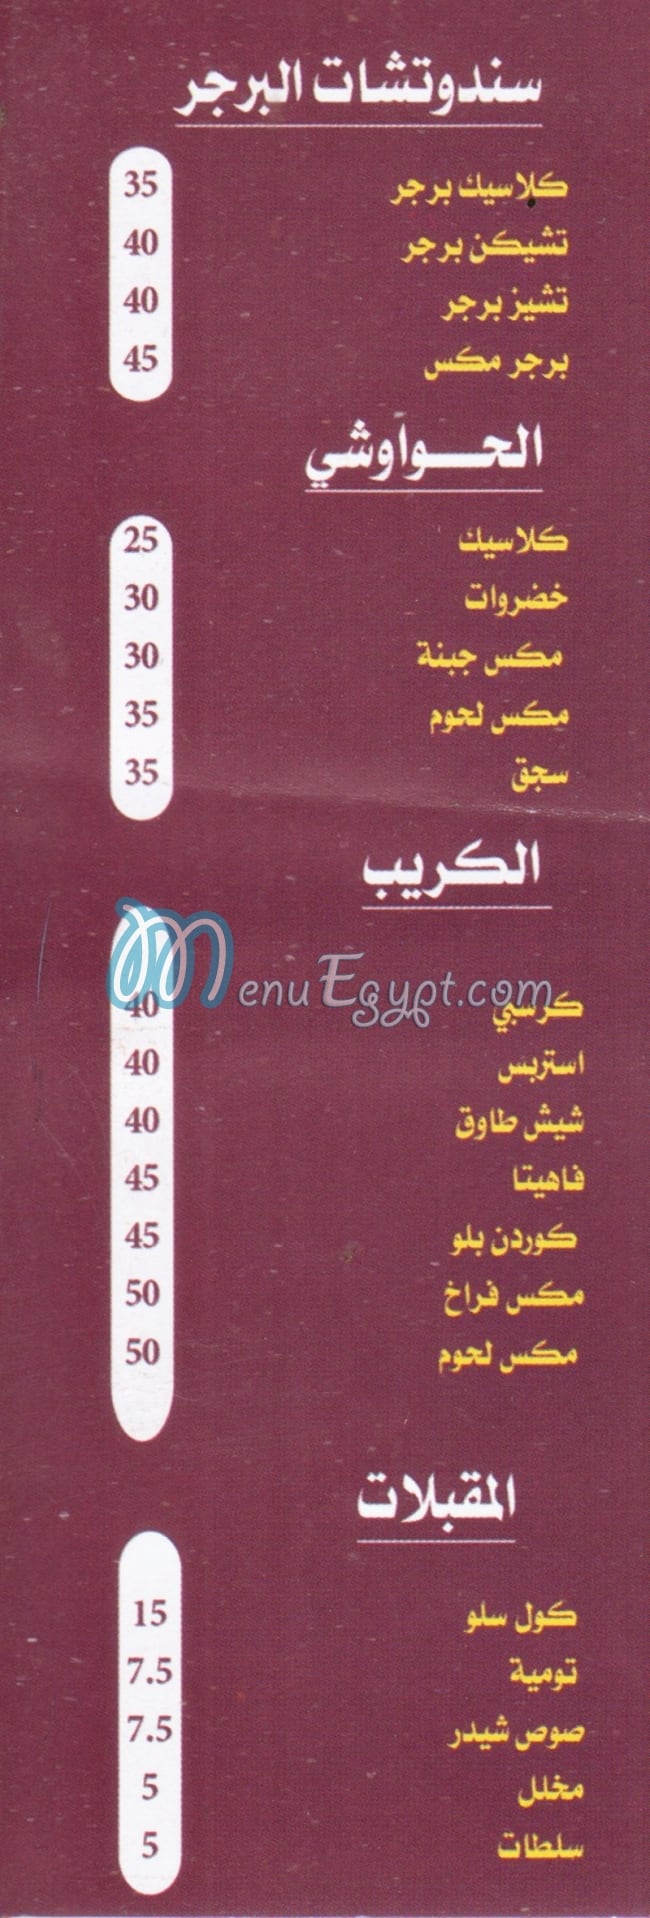 سندوتشات البرجر
كلاسيك برجر 35
تشيكن برجر 40
تشيز برجر 40
برجر مكس 45
الحـــواوشي
كلاسيك 25
خضروات 30
مكس جبنة 30
مكس لحوم 35
سجق 35
الكريب
MenuEgypt.com
كرسبي 40
استربس 40
شيش طاوق 40
فاهيتا 45
كوردن بلو 45
مكس فراخ 50
مكس لحوم 50
المقبلات
كول سلو 15
تومية 7.5
صوص شيدر 7.5
مخلل 5
سلطات 5